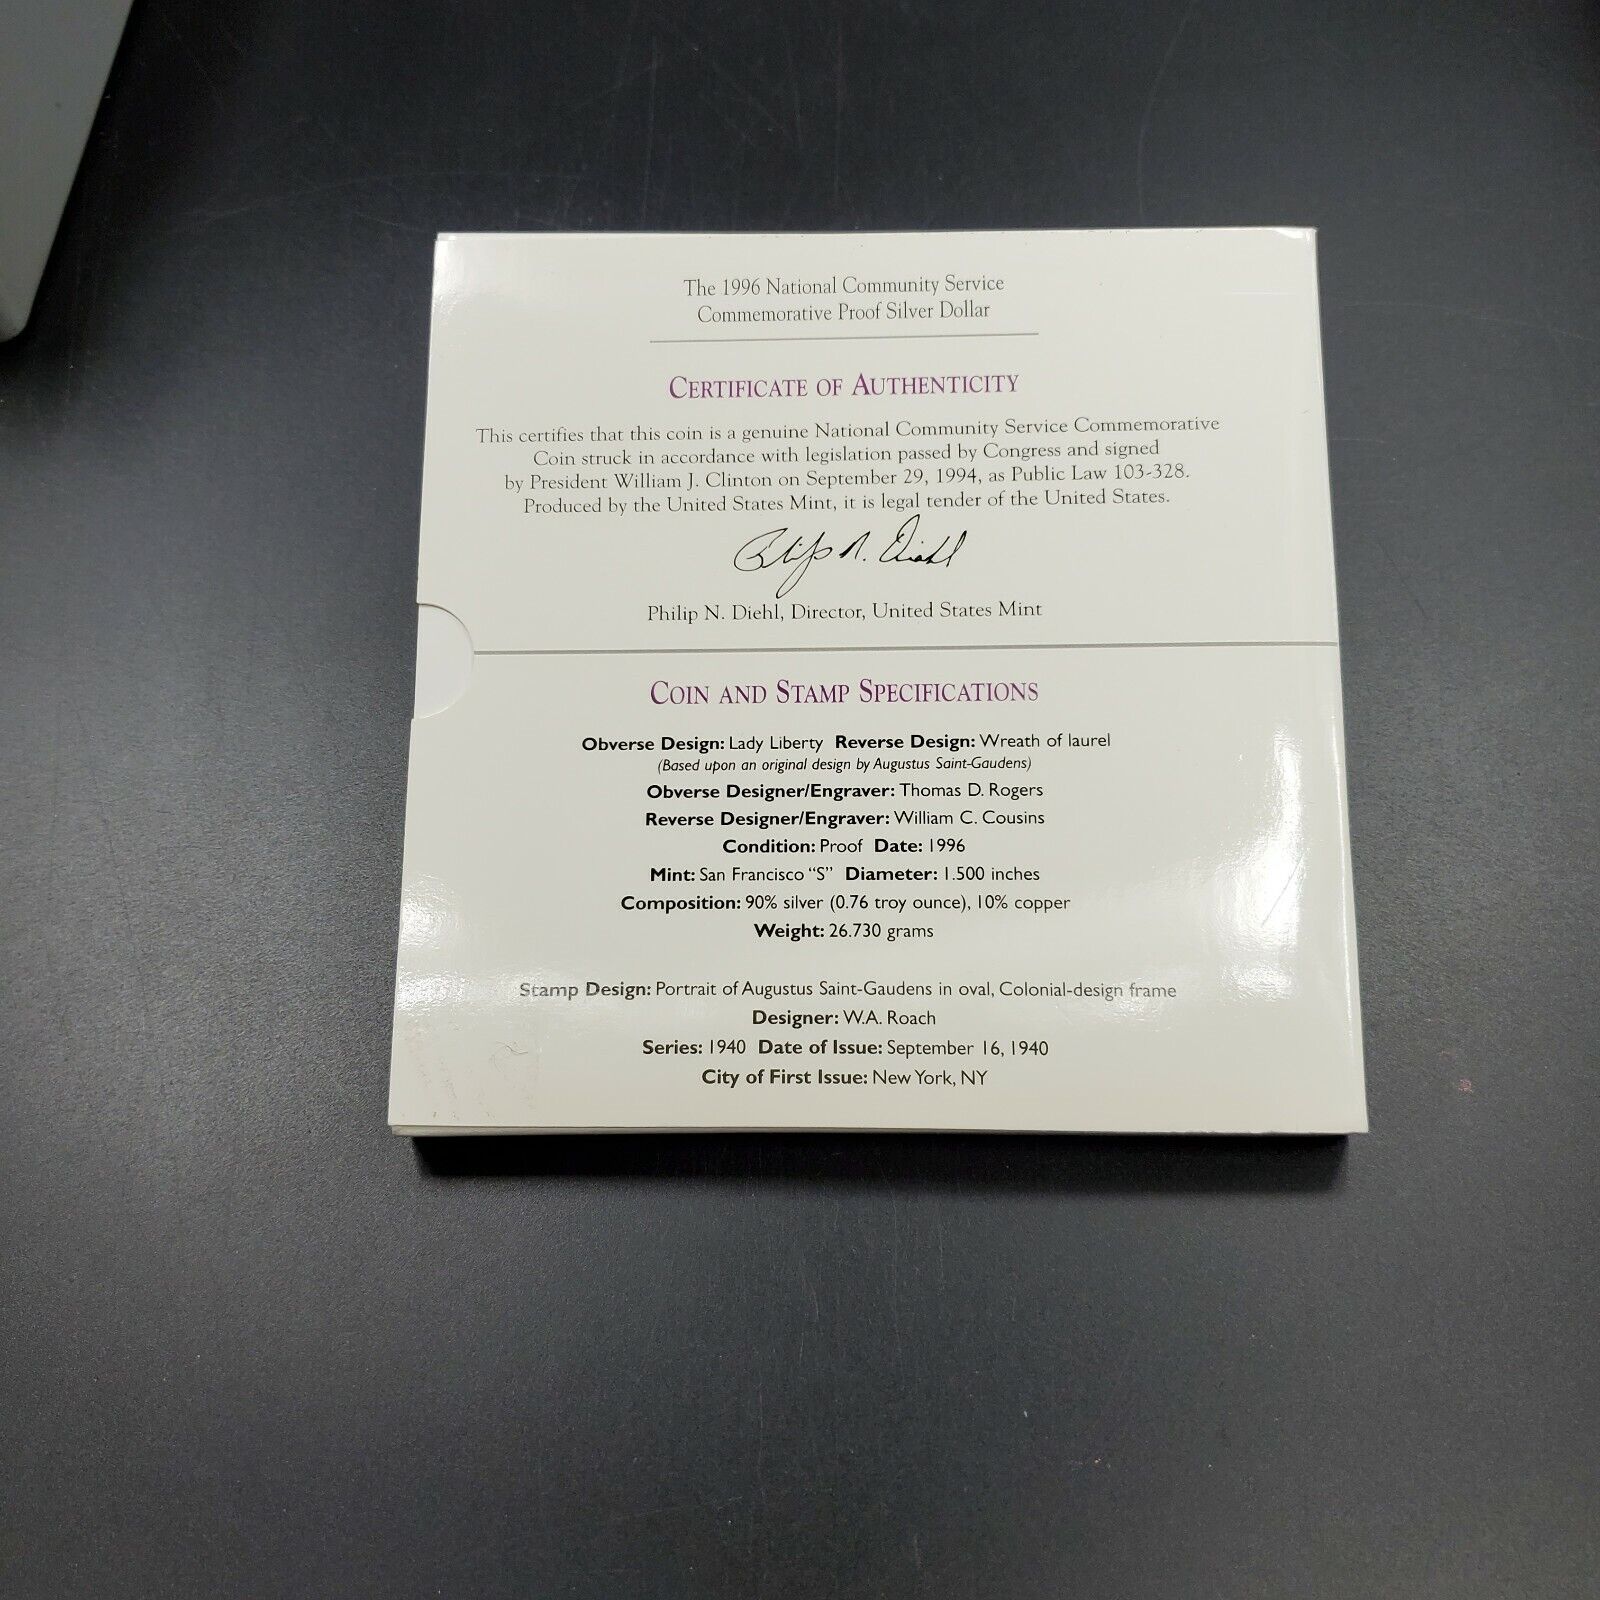 The 1996 National Community Service
Commemorative Proof Silver Dollar
CERTIFICATE OF AUTHENTICITY
This certifies that this coin is a genuine National Community Service Commemorative
Coin struck in accordance with legislation passed by Congress and signed
by President William J. Clinton on September 29, 1994, as Public Law 103-328.
Produced by the United States Mint, it is legal tender of the United States.
Philip N. Diehl
Philip N. Diehl, Director, United States Mint
COIN AND STAMP SPECIFICATIONS
Obverse Design: Lady Liberty Reverse Design: Wreath of laurel
(Based upon an original design by Augustus Saint-Gaudens)
Obverse Designer/Engraver: Thomas D. Rogers
Reverse Designer/Engraver: William C. Cousins
Condition: Proof Date: 1996
Mint: San Francisco “S” Diameter: 1.500 inches
Composition: 90% silver (0.76 troy ounce), 10% copper
Weight: 26.730 grams
Stamp Design: Portrait of Augustus Saint-Gaudens in oval, Colonial-design frame
Designer: W.A. Roach
Series: 1940 Date of Issue: September 16, 1940
City of First Issue: New York, NY